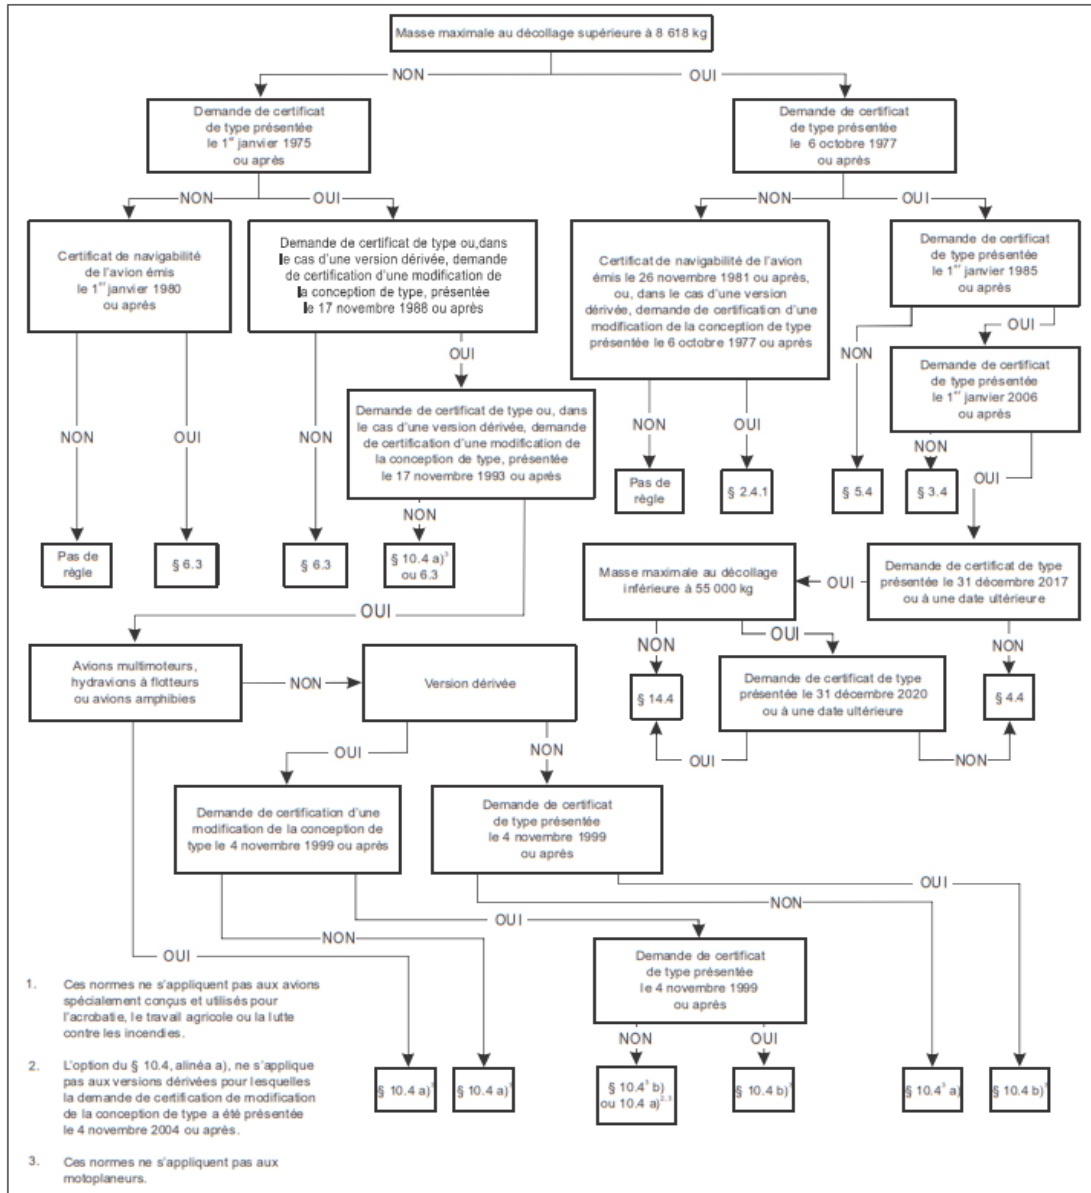 Masse maximale au décollage supérieure à 8 618 kg
NON
OUI
Demande de certificat
de type présentée
le 1er janvier 1975
ou après
Demande de certificat
de type présentée
le 6 octobre 1977
ou après
NON
OUI
NON
OUI
Certificat de navigabilité
de l'avion émis
le 1er janvier 1980
ou après
Demande de certificat de type ou,dans
le cas d'une version dérivée, demande
de certification d'une modification de
la conception de type, présentée
le 17 novembre 1988 ou après
Certificat de navigabilité de l'avion
émis le 26 novembre 1981 ou après,
ou, dans le cas d'une version
dérivée, demande de certification d'une
modification de la conception de type
présentée le 6 octobre 1977 ou après
Demande de certificat
de type présentée
le 1er janvier 1985
ou après
OUI
NON
OUI
Demande de certificat
de type présentée
le 1er janvier 2006
ou après
Demande de certificat de type ou, dans
le cas d'une version dérivée, demande
de certification d'une modification de
la conception de type, présentée
le 17 novembre 1993 ou après
NON
OUI
NON
NON
OUI
NON
OUI
Pas de
règle
§ 2.4.1
§ 5.4
§ 3.4
NON
Pas de
règle
§ 6.3
§ 6.3
§ 10.4 a)3
ou 6.3
Masse maximale au décollage
inférieure à 55 000 kg
OUI
Demande de certificat de type
présentée le 31 décembre 2017
ou à une date ultérieure
OUI
NON
OUI
NON
Avions multimoteurs,
hydravions à flotteurs
ou avions amphibies
NON
Version dérivée
§ 14.4
Demande de certificat de type
présentée le 31 décembre 2020
ou à une date ultérieure
§ 4.4
OUI
NON
OUI
NON
Demande de certification d'une
modification de la conception de
type le 4 novembre 1999 ou après
Demande de certificat
de type présentée
le 4 novembre 1999
ou après
OUI
NON
OUI
NON
OUI
Demande de certificat
de type présentée
le 4 novembre 1999
ou après
NON
OUI
§ 10.4 a)3
§ 10.4 a)3
§ 10.43 b)
ou 10.4 a)2,3
§ 10.4 b)3
§ 10.43 a)
§ 10.4 b)3
1. Ces normes ne s'appliquent pas aux avions
spécialement conçus et utilisés pour
l'acrobatie, le travail agricole ou la lutte
contre les incendies.
2. L'option du § 10.4, alinéa a), ne s'applique
pas aux versions dérivées pour lesquelles
la demande de certification de modification
de la conception de type a été présentée
le 4 novembre 2004 ou après.
3. Ces normes ne s'appliquent pas aux
motoplaneurs.